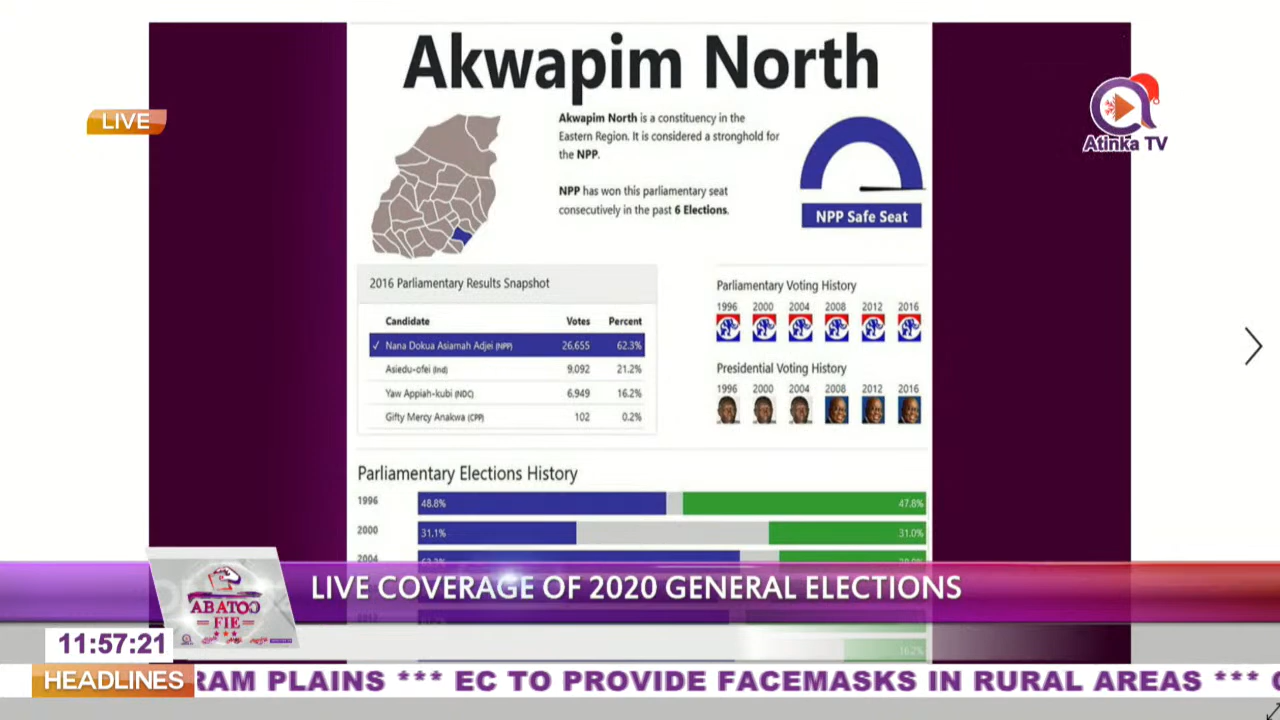 Akwapim North
LIVE
Akwapim North is a constituency in the
Eastern Region. It is considered a stronghold for
the NPP.
NPP has won this parliamentary seat
consecutively in the past 6 Elections.
NPP Safe Seat
Atinka TV
2016 Parliamentary Results Snapshot
Candidate Votes Percent
✓ Nana Dokua Asiamah Adjei (NPP) 26,655 62.3%
Asiedu-ofei (Ind) 9,092 21.2%
Yaw Appiah-kubi (NDC) 6,949 16.2%
Gifty Mercy Anakwa (CPP) 102 0.2%
Parliamentary Voting History
1996 2000 2004 2008 2012 2016
Presidential Voting History
1996 2000 2004 2008 2012 2016
Parliamentary Elections History
1996 48.8% 47.8%
2000 31.1% 31.0%
2004
16.2%
ABATOƆ
FIE
LIVE COVERAGE OF 2020 GENERAL ELECTIONS
11:57:21
HEADLINES RAM PLAINS *** EC TO PROVIDE FACEMASKS IN RURAL AREAS ***